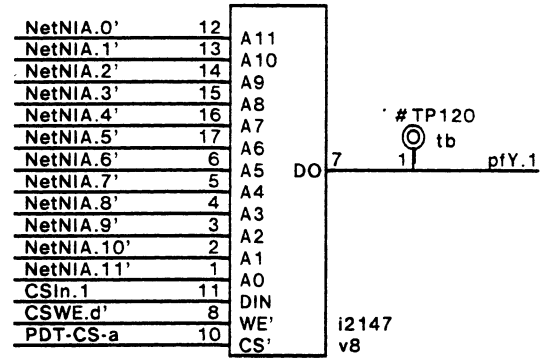 NetNIA.0' 12 A11
NetNIA.1' 13 A10
NetNIA.2' 14 A9
NetNIA.3' 15 A8
NetNIA.4' 16 A7
NetNIA.5' 17 A6
NetNIA.6' 6 A5 DO 7 1 pfY.1
#TP120
tb
NetNIA.7' 5 A4
NetNIA.8' 4 A3
NetNIA.9' 3 A2
NetNIA.10' 2 A1
NetNIA.11' 1 A0
CSIn.1 11 DIN
CSWE.d' 8 WE' i2147
PDT-CS-a 10 CS' v8